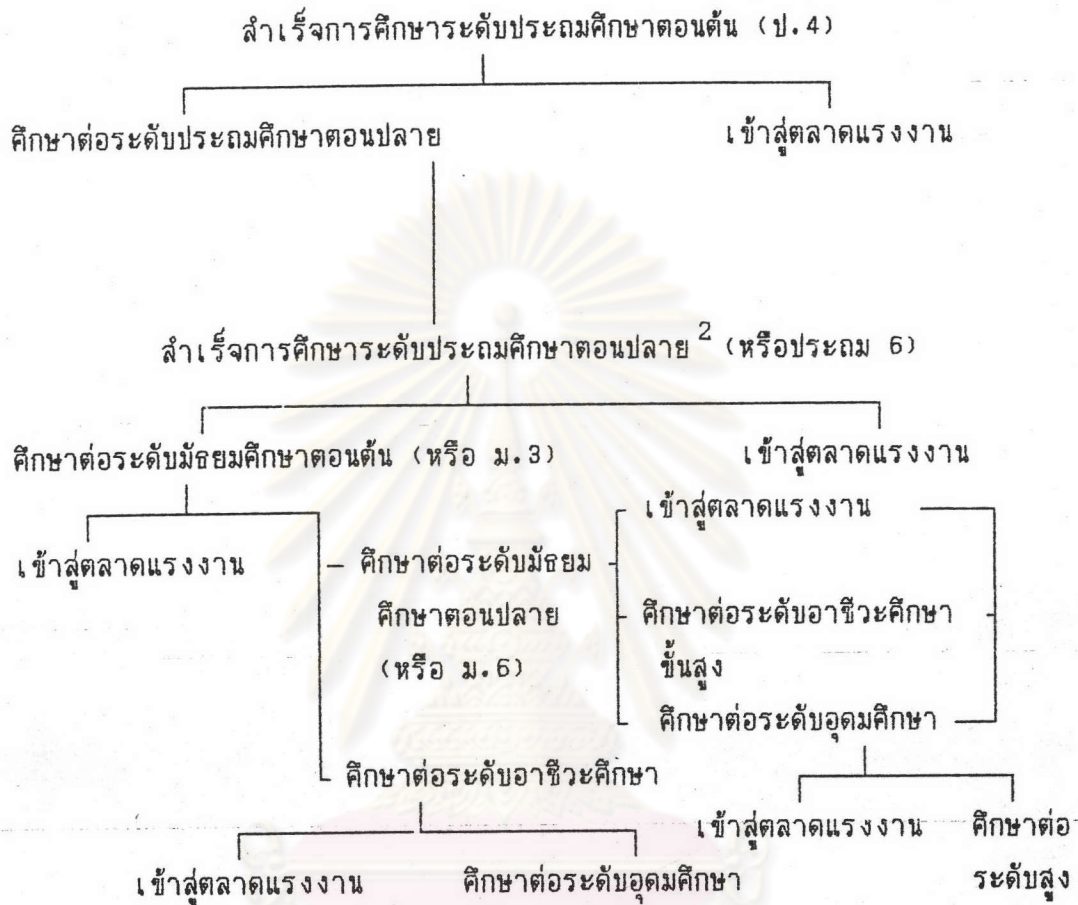 สำเร็จการศึกษาระดับประถมศึกษาตอนต้น (ป.4)
ศึกษาต่อระดับประถมศึกษาตอนปลาย เข้าสู่ตลาดแรงงาน
สำเร็จการศึกษาระดับประถมศึกษาตอนปลาย 2 (หรือประถม 6)
ศึกษาต่อระดับมัธยมศึกษาตอนต้น (หรือ ม.3) เข้าสู่ตลาดแรงงาน
เข้าสู่ตลาดแรงงาน
เข้าสู่ตลาดแรงงาน
ศึกษาต่อระดับมัธยม
ศึกษาตอนปลาย
(หรือ ม.6)
ศึกษาต่อระดับอาชีวะศึกษา
ขั้นสูง
ศึกษาต่อระดับอุดมศึกษา
ศึกษาต่อระดับอาชีวะศึกษา
เข้าสู่ตลาดแรงงาน ศึกษาต่อ
ระดับสูง
เข้าสู่ตลาดแรงงาน ศึกษาต่อระดับอุดมศึกษา